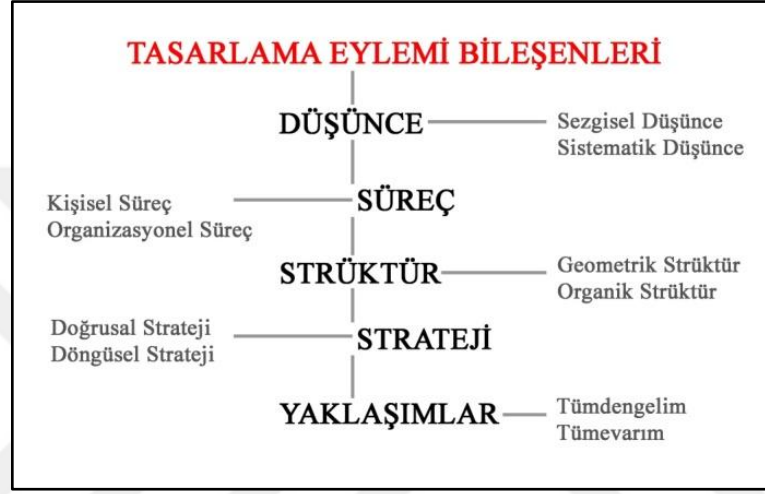 TASARLAMA EYLEMİ BİLEŞENLERİ
DÜŞÜNCE
Sezgisel Düşünce
Sistematik Düşünce
SÜREÇ
Kişisel Süreç
Organizasyonel Süreç
STRÜKTÜR
Geometrik Strüktür
Organik Strüktür
STRATEJİ
Doğrusal Strateji
Döngüsel Strateji
YAKLAŞIMLAR
Tümdengelim
Tümevarım